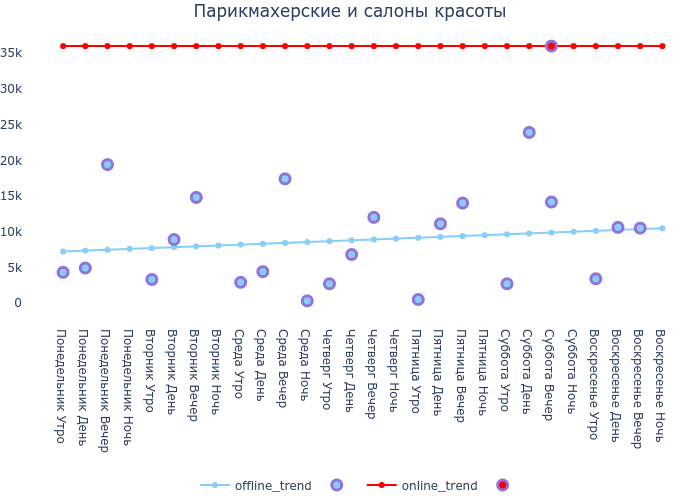 Парикмахерские и салоны красоты
35k
30k
25k
20k
15k
10k
5k
0
Понедельник Утро
Понедельник День
Понедельник Вечер
Понедельник Ночь
Вторник Утро
Вторник День
Вторник Вечер
Вторник Ночь
Среда Утро
Среда День
Среда Вечер
Среда Ночь
Четверг Утро
Четверг День
Четверг Вечер
Четверг Ночь
Пятница Утро
Пятница День
Пятница Вечер
Пятница Ночь
Суббота Утро
Суббота День
Суббота Вечер
Суббота Ночь
Воскресенье Утро
Воскресенье День
Воскресенье Вечер
Воскресенье Ночь
offline_trend
online_trend